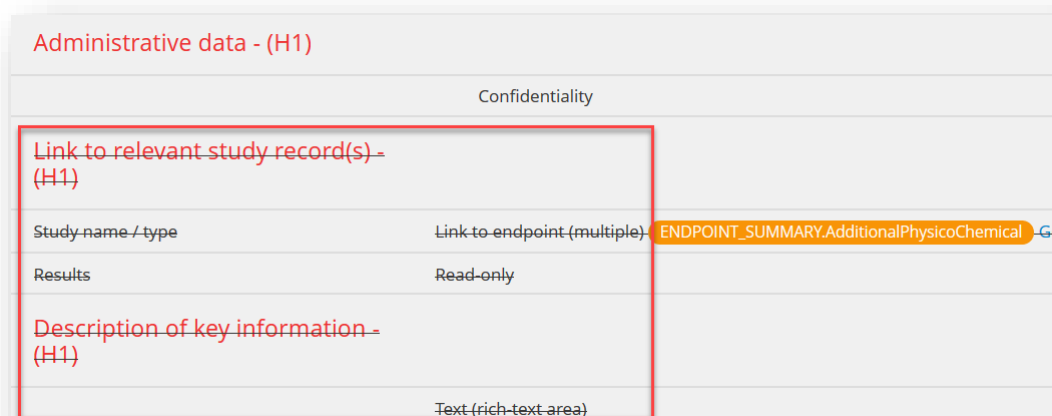 Administrative data - (H1)
Confidentiality
Link to relevant study record(s) -
(H1)
Study name / type Link to endpoint (multiple) ENDPOINT_SUMMARY.AdditionalPhysicoChemical G
Results Read-only
Description of key information -
(H1)
Text (rich-text area)